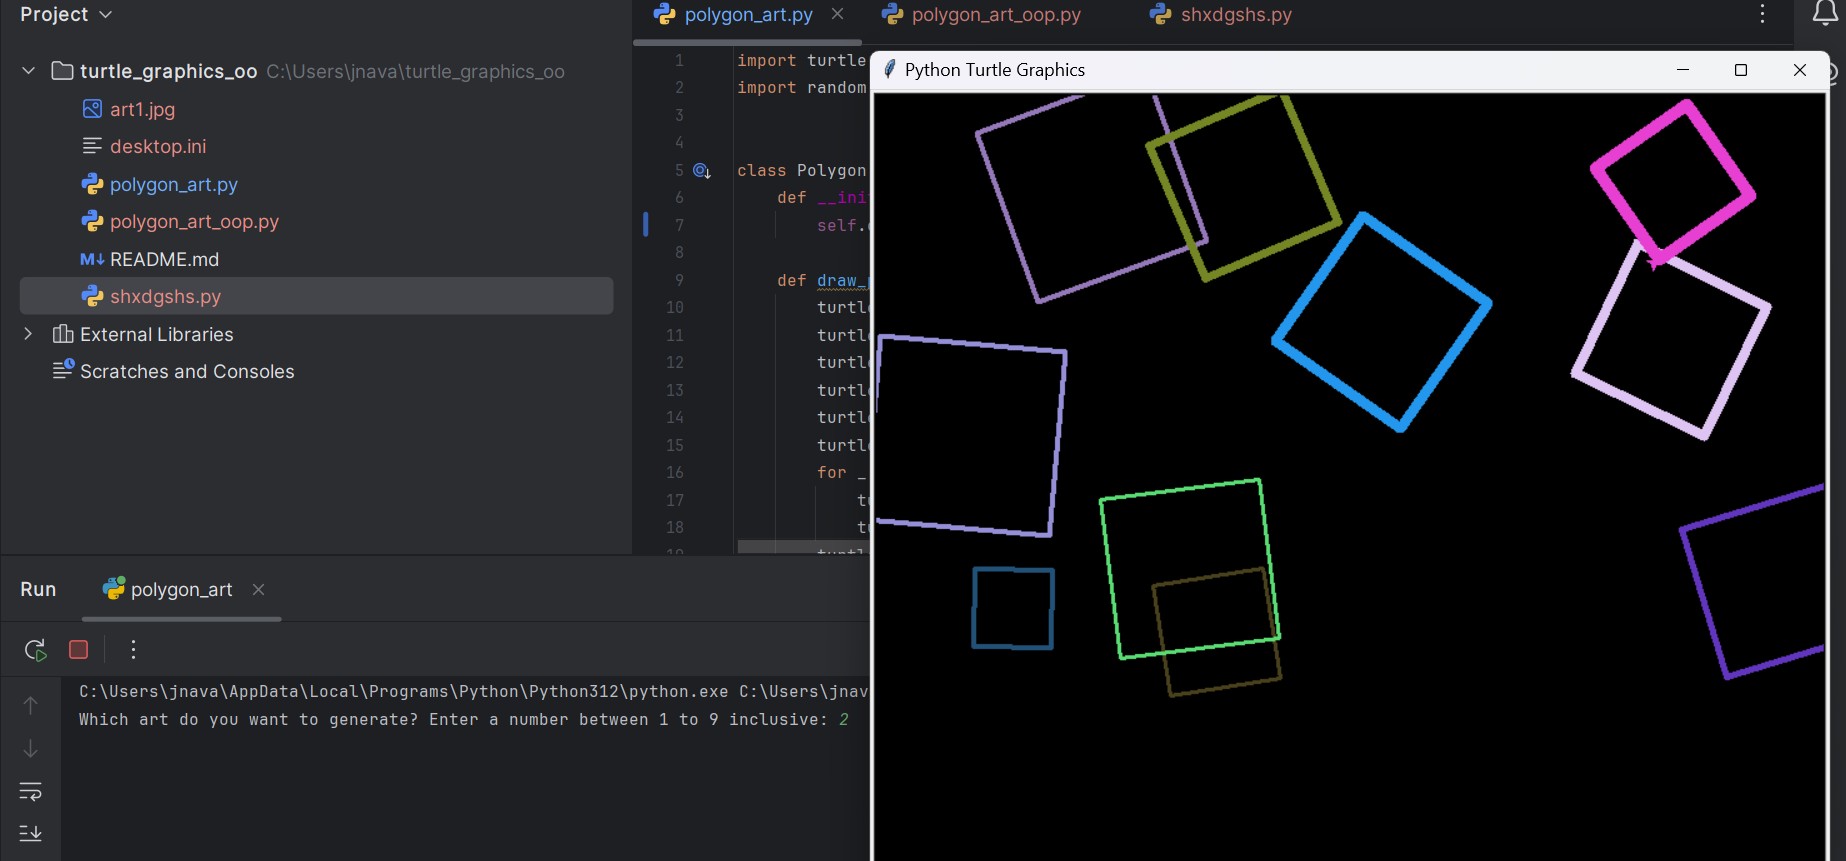 Project
polygon_art.py
polygon_art_oop.py
shxdgshs.py
turtle_graphics_oo C:\Users\jnava\turtle_graphics_oo
art1.jpg
desktop.ini
polygon_art.py
polygon_art_oop.py
M↓ README.md
shxdgshs.py
External Libraries
Scratches and Consoles
1 import turtle
2 import random
3
4
5 class Polygon
6 def __ini
7 self.
8
9 def draw_
10 turtl
11 turtl
12 turtl
13 turtl
14 turtl
15 turtl
16 for _
17 t
18 t
19 turtl
Python Turtle Graphics
Run
polygon_art
C:\Users\jnava\AppData\Local\Programs\Python\Python312\python.exe C:\Users\jnav
Which art do you want to generate? Enter a number between 1 to 9 inclusive: 2